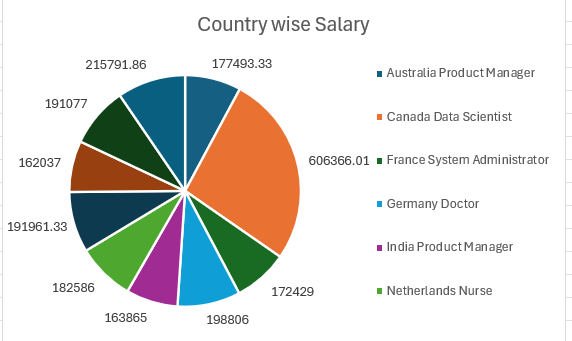 Country wise Salary
215791.86
177493.33
191077
162037
606366.01
191961.33
182586
172429
163865
198806
Australia Product Manager
Canada Data Scientist
France System Administrator
Germany Doctor
India Product Manager
Netherlands Nurse